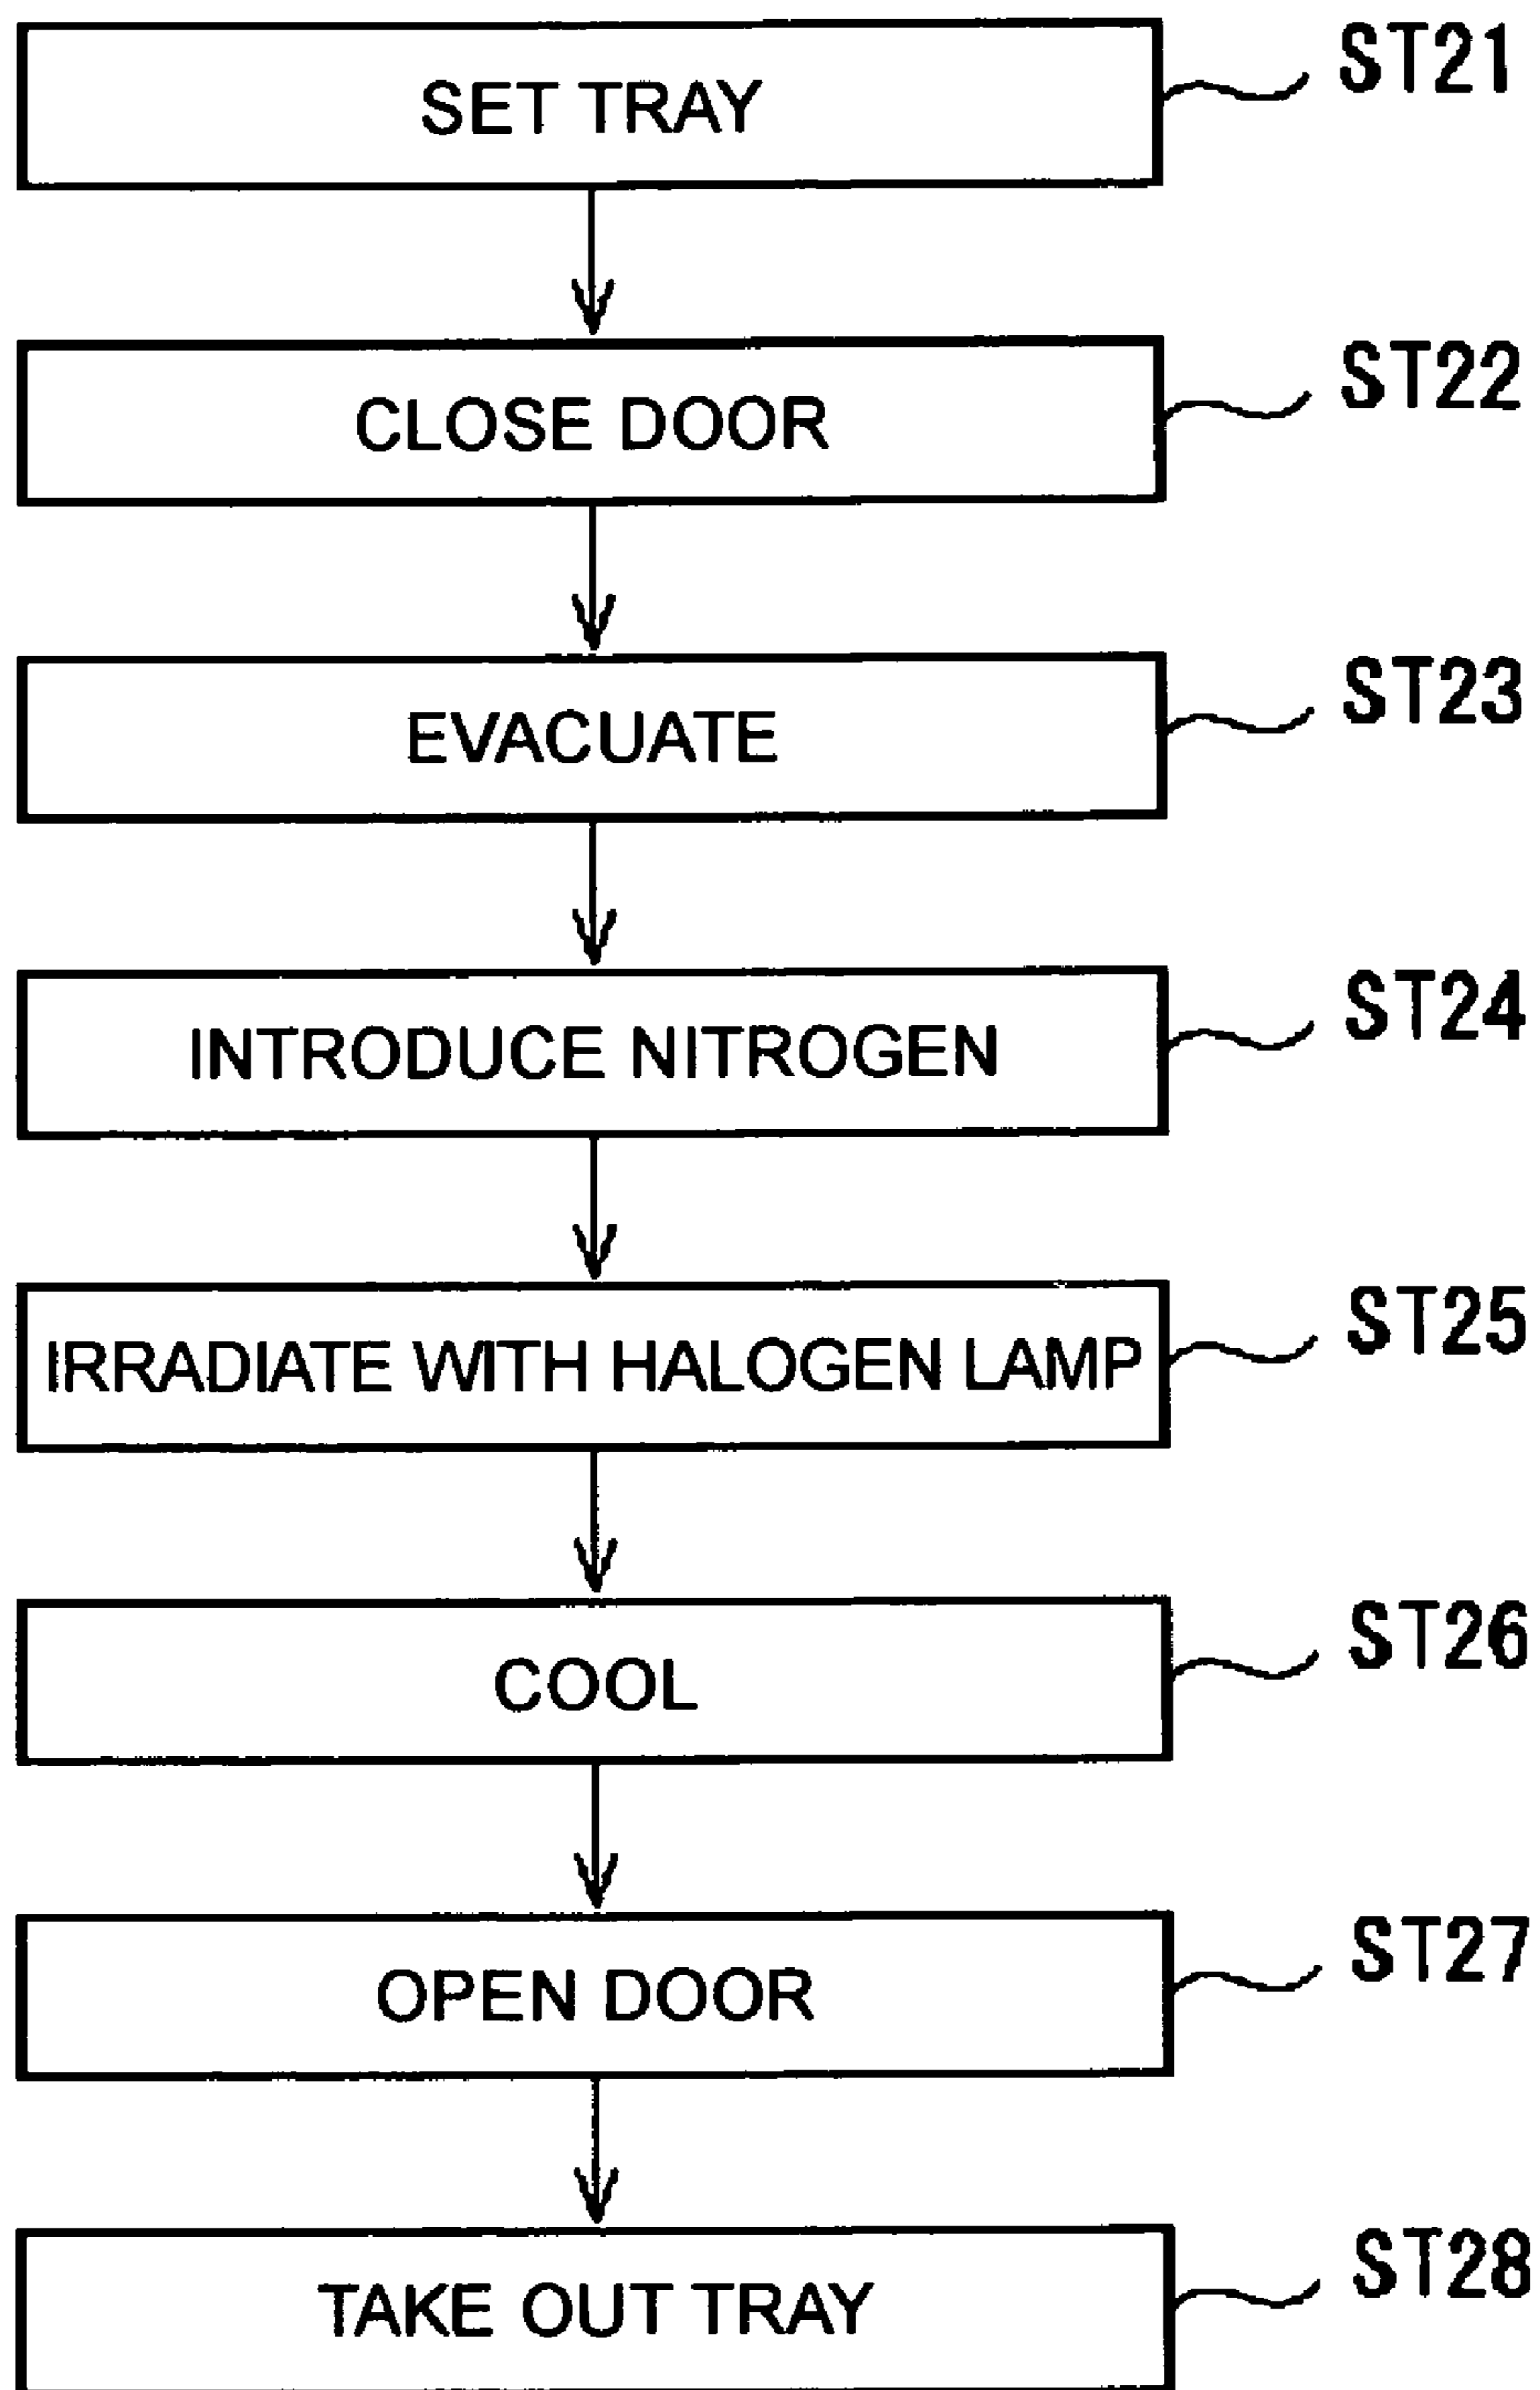 SET TRAY ST21
CLOSE DOOR ST22
EVACUATE ST23
INTRODUCE NITROGEN ST24
IRRADIATE WITH HALOGEN LAMP ST25
COOL ST26
OPEN DOOR ST27
TAKE OUT TRAY ST28